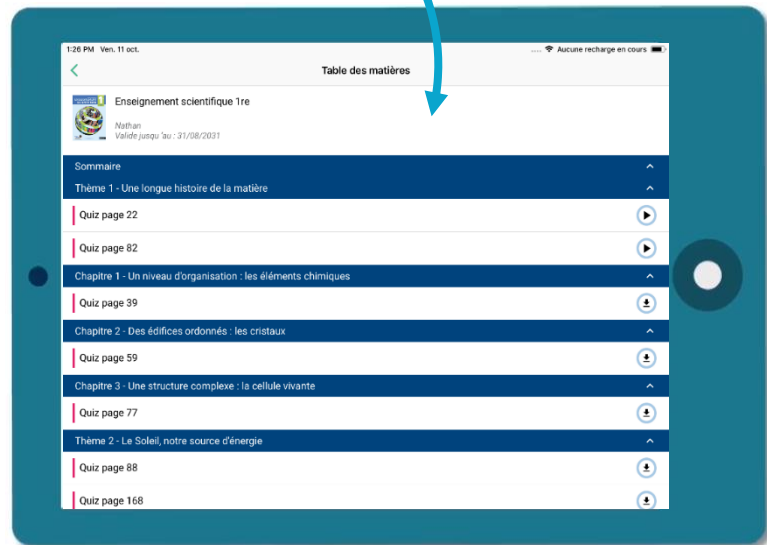 1:26 PM Ven. 11 oct.
..... Aucune recharge en cours
Table des matières
Enseignement scientifique 1re
Nathan
Valide jusqu 'au : 31/08/2031
Sommaire
Thème 1 - Une longue histoire de la matière
Quiz page 22
Quiz page 82
Chapitre 1 - Un niveau d'organisation : les éléments chimiques
Quiz page 39
Chapitre 2 - Des édifices ordonnés : les cristaux
Quiz page 59
Chapitre 3 - Une structure complexe : la cellule vivante
Quiz page 77
Thème 2 - Le Soleil, notre source d'énergie
Quiz page 88
Quiz page 168